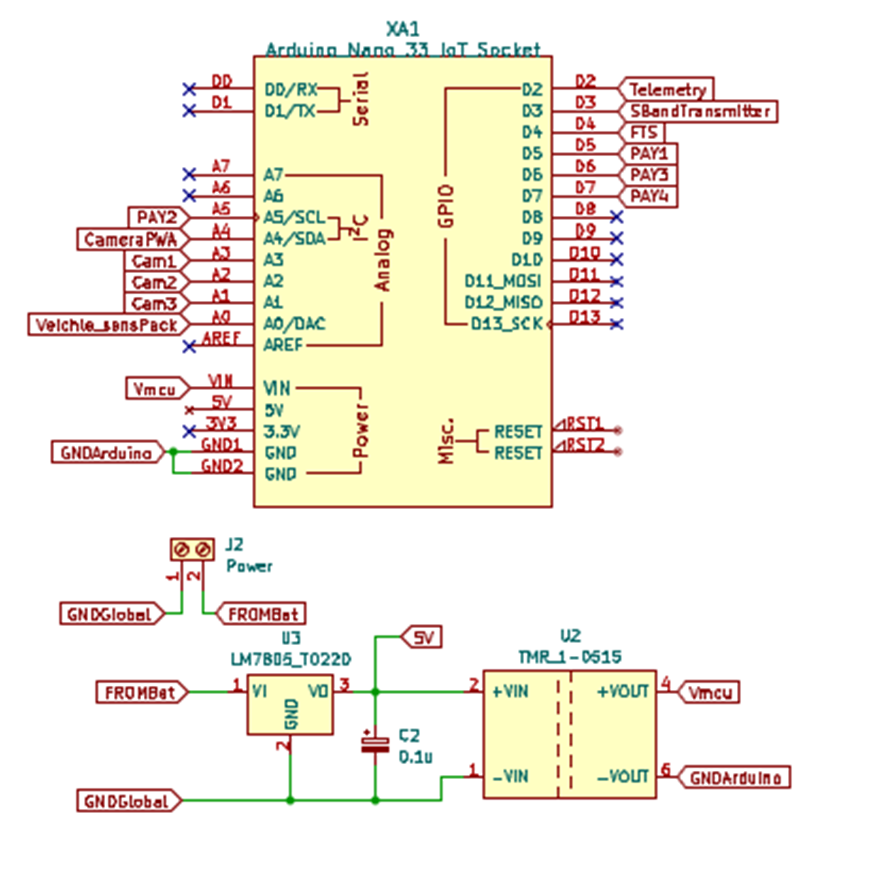 XA1
Arduino Nano 33 IoT Socket
DD DD/RX Serial D2 D2 Telemetry
D1 D1/TX D3 D3 SBandTransmitter
D4 D4 FTS
D5 D5 PAY1
A7 A7 D6 D6 PAY3
A6 A6 GPIO D7 D7 PAY4
PAY2 A5 A5/SCL I²C D8 D8
CameraPWA A4 A4/SDA D9 D9
Cam1 A3 A3 Analog D10 D10
Cam2 A2 A2 D11_MOSI D11
Cam3 A1 A1 D12_MISO D12
Velchie_sensPack A0 A0/DAC D13_SCK D13
AREF AREF
Vmcu VIN VIN
5V 5V Power
3V3 3.3V Misc. RESET RST1
GNDArduino GND1 GND RESET RST2
GND2 GND
J2
Power
1 2
GNDGlobal FROMBat
U3 5V U2
LM7805_TO220 TMR_1-0515
FROMBat 1 VI VO 3 2 +VIN +VOUT 4 Vmcu
GND
2 C2
0.1u
1 -VIN -VOUT 6 GNDArduino
GNDGlobal